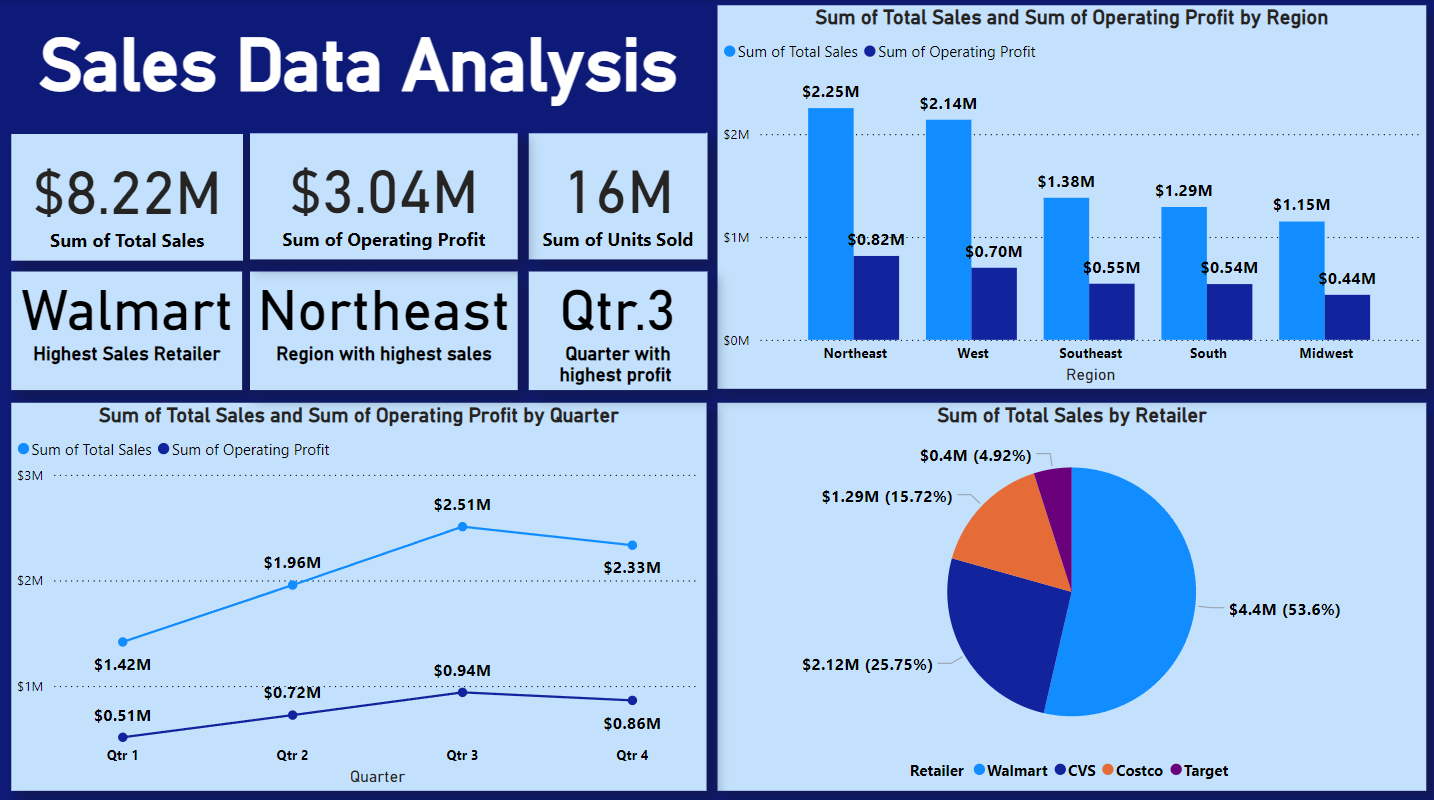 Sales Data Analysis
$8.22M
Sum of Total Sales
$3.04M
Sum of Operating Profit
16M
Sum of Units Sold
Walmart
Highest Sales Retailer
Northeast
Region with highest sales
Qtr.3
Quarter with
highest profit
Sum of Total Sales and Sum of Operating Profit by Region
Sum of Total Sales Sum of Operating Profit
$2.25M
$2.14M
$2M
$1.38M
$1.29M
$1.15M
$1M
$0.82M
$0.70M
$0.55M
$0.54M
$0.44M
$0M
Northeast West Southeast South Midwest
Region
Sum of Total Sales and Sum of Operating Profit by Quarter
Sum of Total Sales Sum of Operating Profit
$3M
$2.51M
$1.96M
$2.33M
$2M
$1.42M
$1M
$0.94M
$0.72M
$0.51M
$0.86M
Qtr 1 Qtr 2 Qtr 3 Qtr 4
Quarter
Sum of Total Sales by Retailer
$0.4M (4.92%)
$1.29M (15.72%)
$4.4M (53.6%)
$2.12M (25.75%)
Retailer Walmart CVS Costco Target